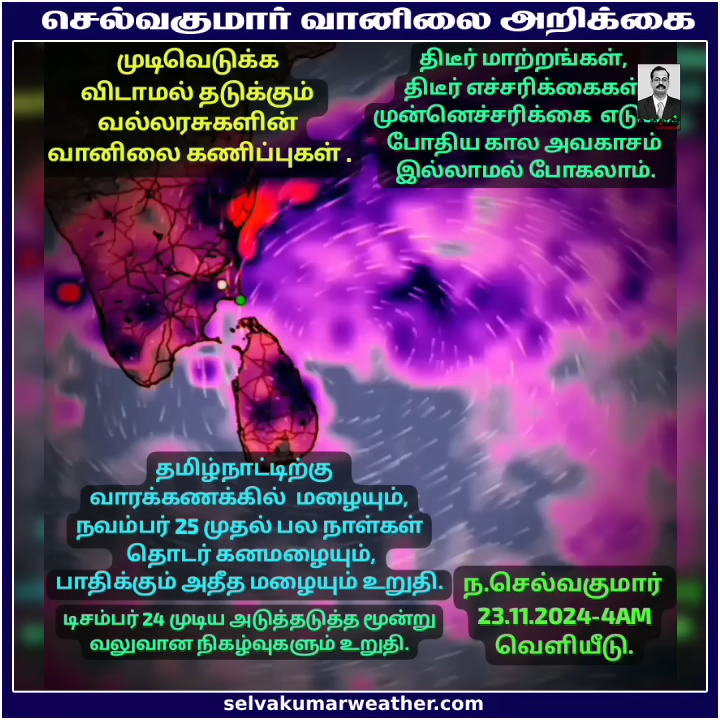 செல்வகுமார் வானிலை அறிக்கை
முடிவெடுக்க
விடாமல் தடுக்கும்
வல்லரசுகளின்
வானிலை கணிப்புகள் .
திடீர் மாற்றங்கள்,
திடீர் எச்சரிக்கைகள்
முன்னெச்சரிக்கை
போதிய கால அவகாசம்
இல்லாமல் போகலாம்.
தமிழ்நாட்டிற்கு
வாரக்கணக்கில் மழையும்,
நவம்பர் 25 முதல் பல நாள்கள்
தொடர் கனமழையும்,
பாதிக்கும் அதீத மழையும் உறுதி.
டிசம்பர் 24 முடிய அடுத்தடுத்த மூன்று
வலுவான நிகழ்வுகளும் உறுதி.
ந.செல்வகுமார்
23.11.2024-4AM
வெளியீடு.
selvakumarweather.com